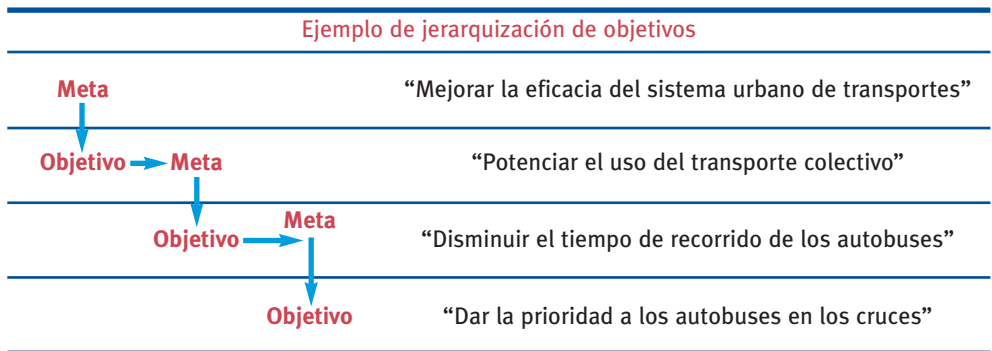 Ejemplo de jerarquización de objetivos
Meta “Mejorar la eficacia del sistema urbano de transportes”
Objetivo Meta “Potenciar el uso del transporte colectivo”
Objetivo Meta “Disminuir el tiempo de recorrido de los autobuses”
Objetivo “Dar la prioridad a los autobuses en los cruces”